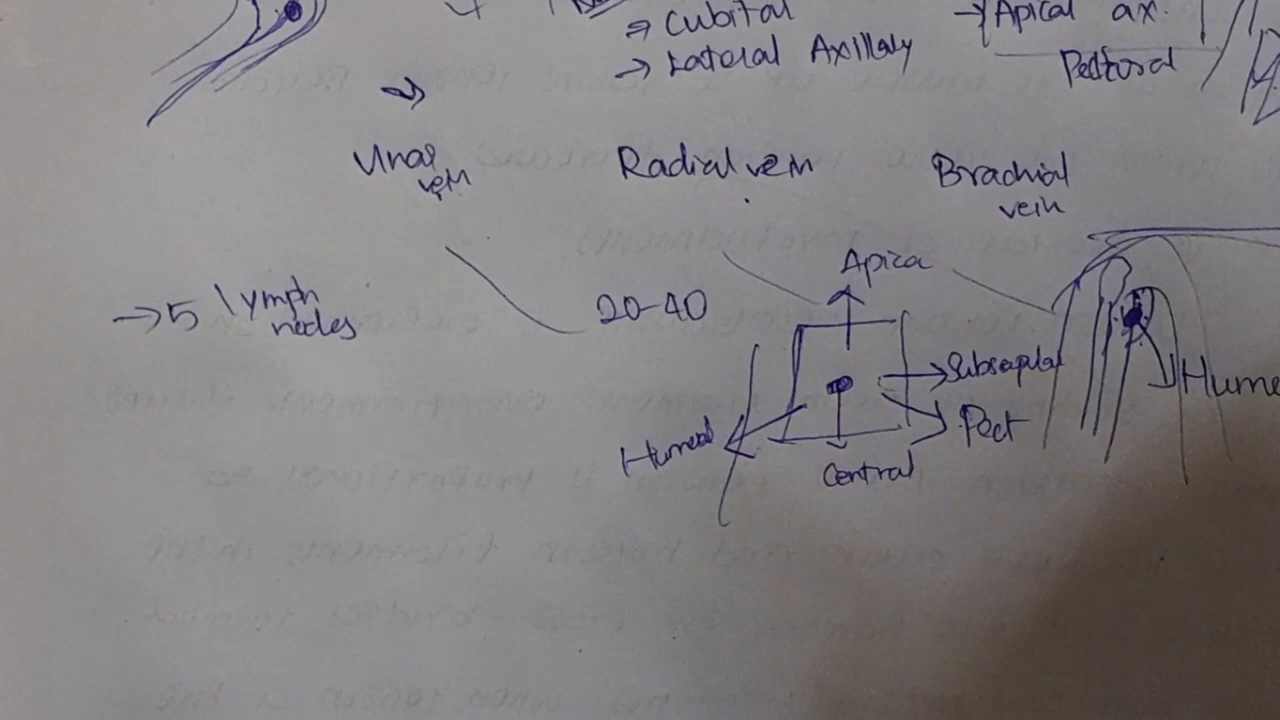 → Cubital
→ Lateral Axillary
→ Apical ax.
Pectoral
Ulnar
vein
Radial vein
Brachial
vein
→ 5 lymph
nodes
20-40
Apica
Subscapular
Humeral
Pect
Central
Hume